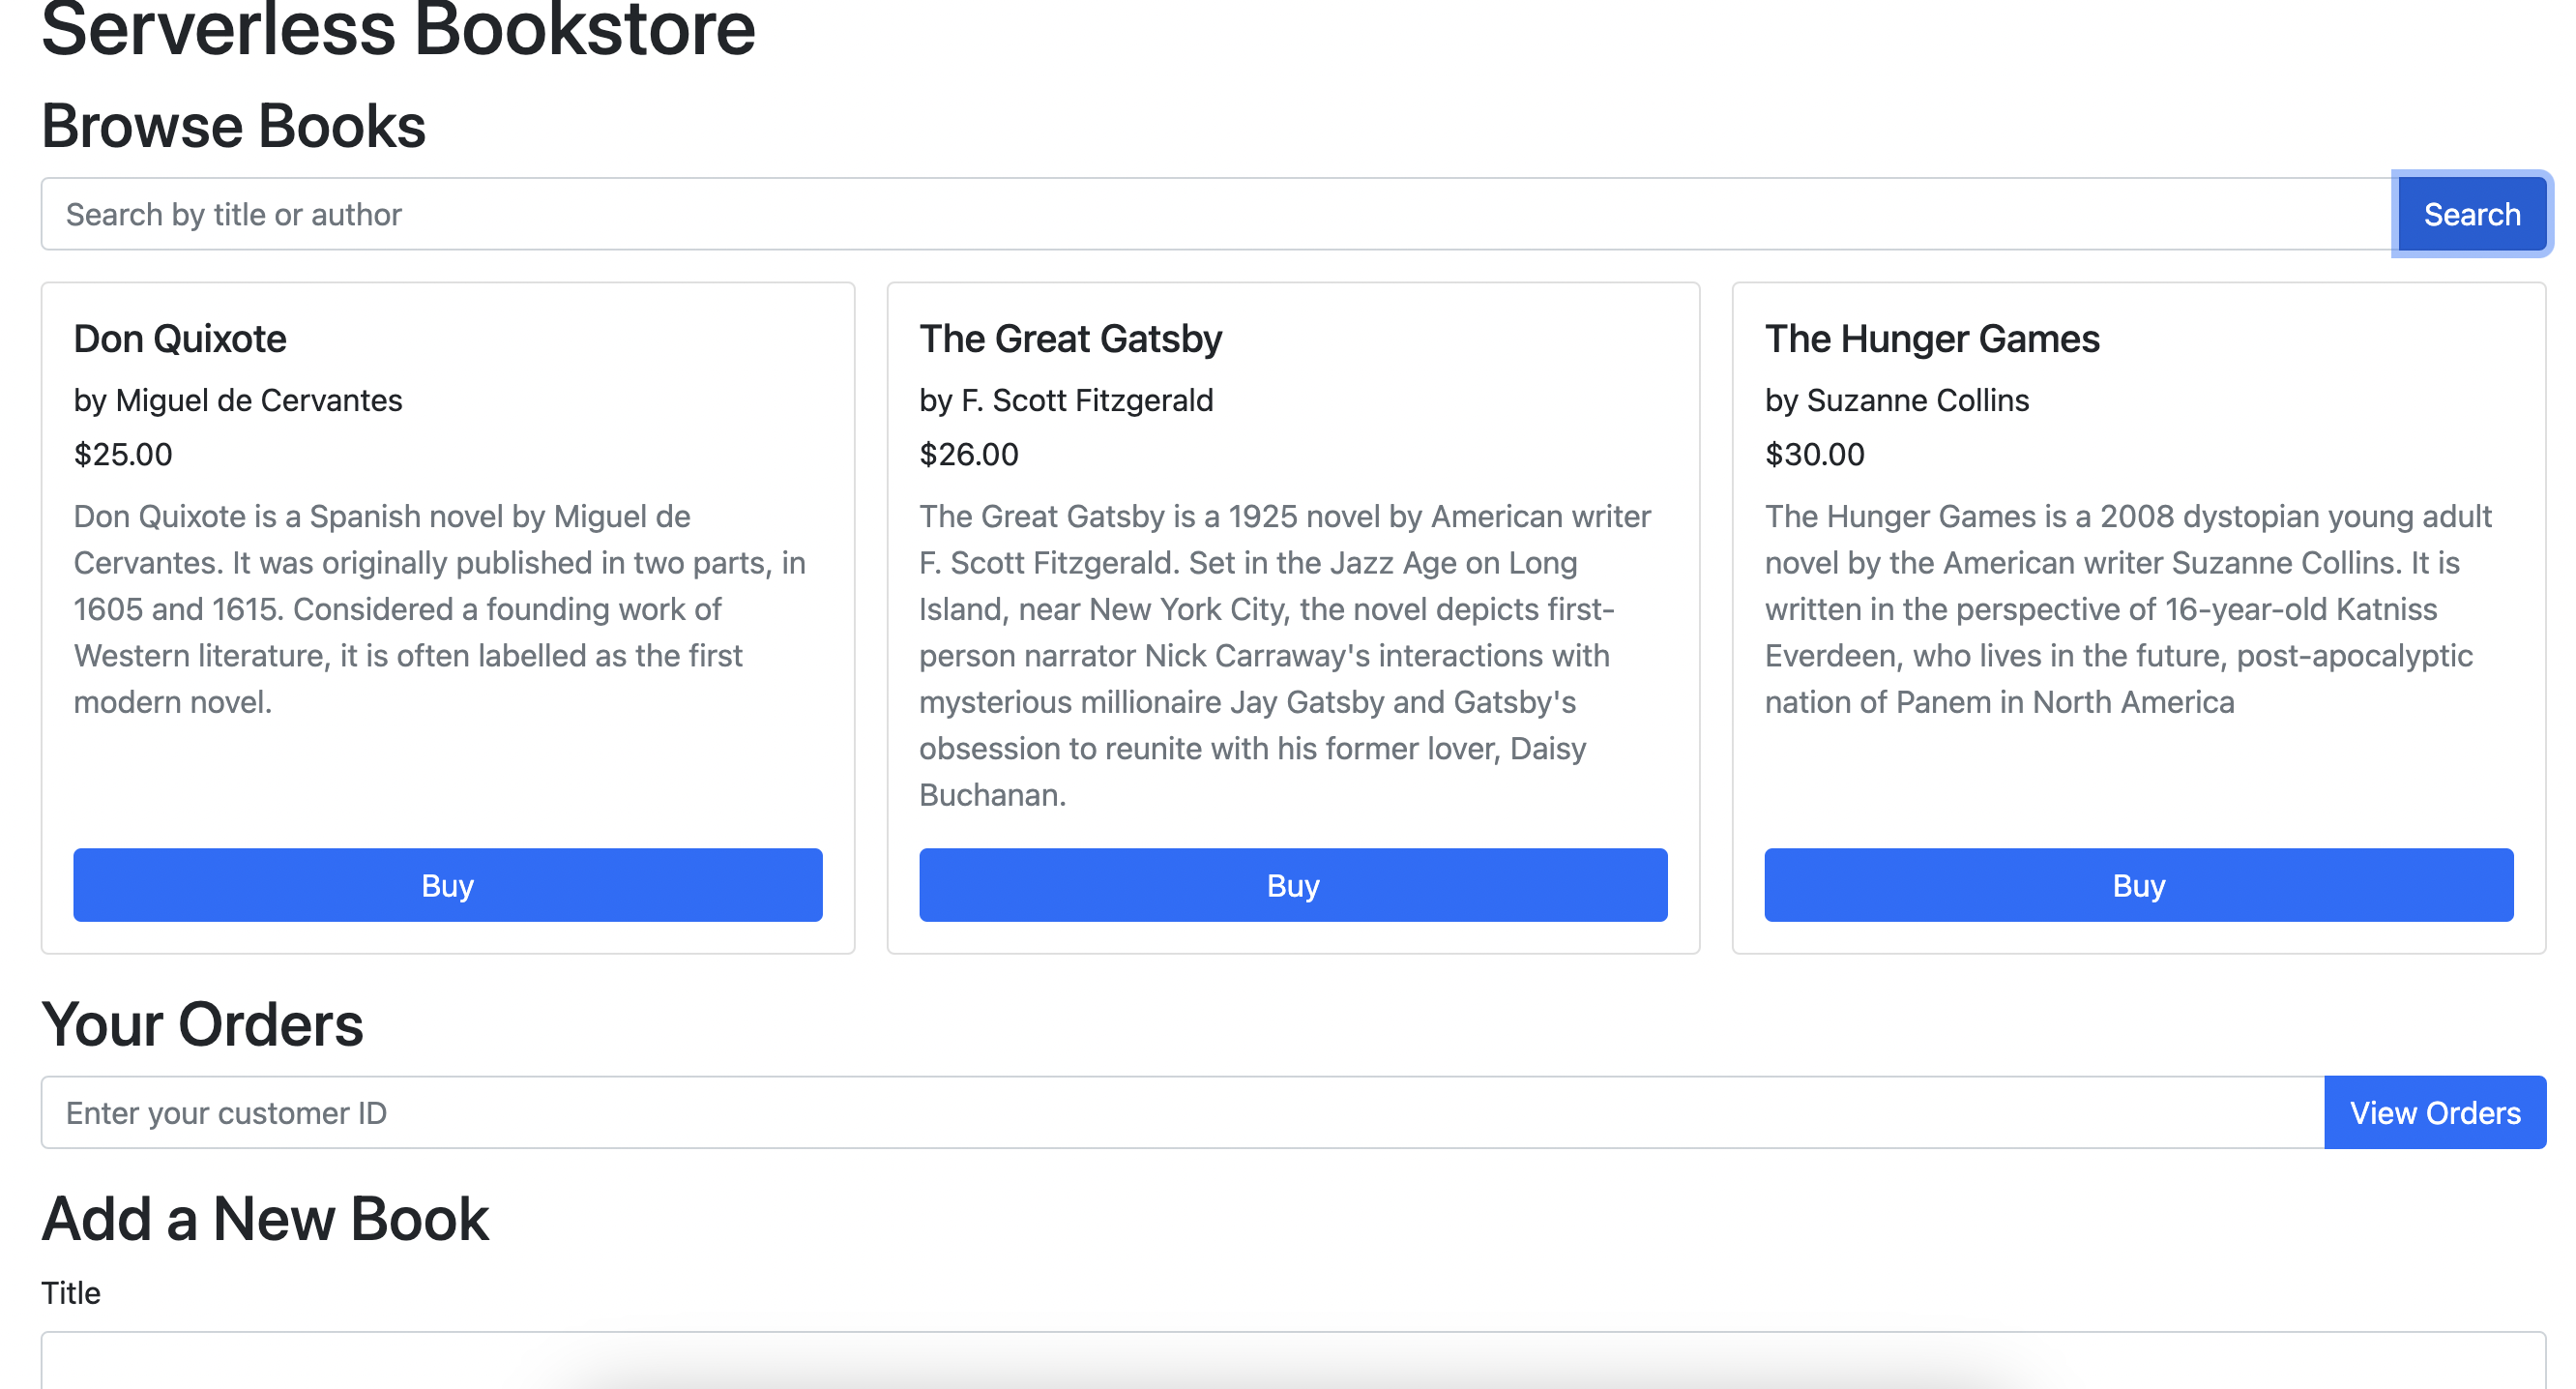 Serverless Bookstore
Browse Books
Search by title or author
Search
Don Quixote
by Miguel de Cervantes
$25.00
Don Quixote is a Spanish novel by Miguel de
Cervantes. It was originally published in two parts, in
1605 and 1615. Considered a founding work of
Western literature, it is often labelled as the first
modern novel.
Buy
The Great Gatsby
by F. Scott Fitzgerald
$26.00
The Great Gatsby is a 1925 novel by American writer
F. Scott Fitzgerald. Set in the Jazz Age on Long
Island, near New York City, the novel depicts first-
person narrator Nick Carraway's interactions with
mysterious millionaire Jay Gatsby and Gatsby's
obsession to reunite with his former lover, Daisy
Buchanan.
Buy
The Hunger Games
by Suzanne Collins
$30.00
The Hunger Games is a 2008 dystopian young adult
novel by the American writer Suzanne Collins. It is
written in the perspective of 16-year-old Katniss
Everdeen, who lives in the future, post-apocalyptic
nation of Panem in North America
Buy
Your Orders
Enter your customer ID
View Orders
Add a New Book
Title